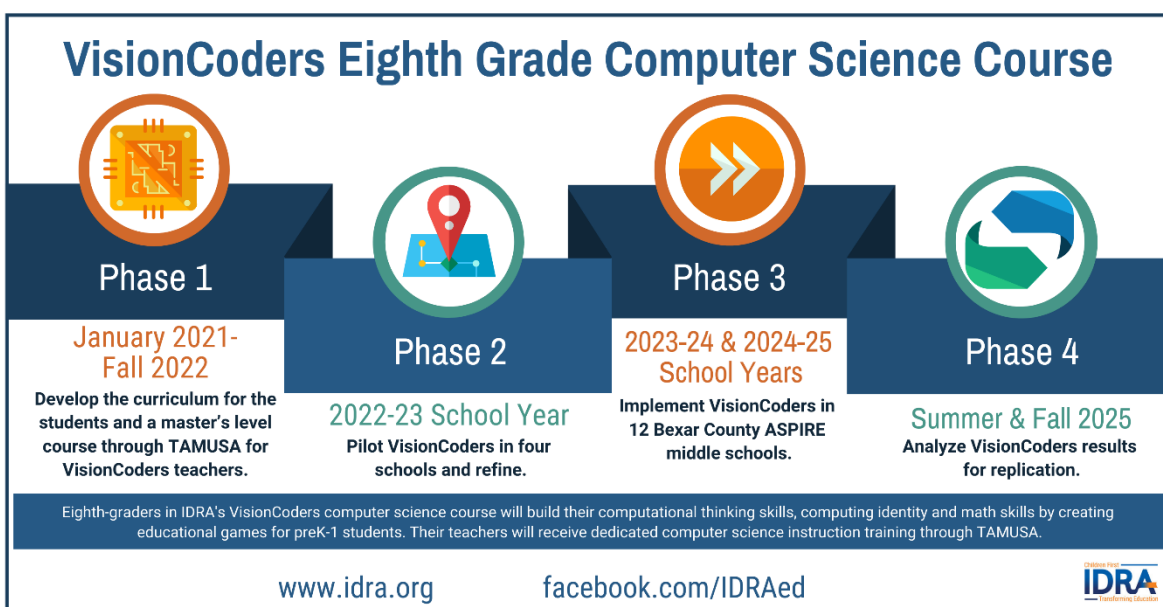 VisionCoders Eighth Grade Computer Science Course
Phase 1
January 2021-
Fall 2022
Develop the curriculum for the
students and a master's level
course through TAMUSA for
VisionCoders teachers.
Phase 2
2022-23 School Year
Pilot VisionCoders in four
schools and refine.
Phase 3
2023-24 & 2024-25
School Years
Implement VisionCoders in
12 Bexar County ASPIRE
middle schools.
Phase 4
Summer & Fall 2025
Analyze VisionCoders results
for replication.
Eighth-graders in IDRA's VisionCoders computer science course will build their computational thinking skills, computing identity and math skills by creating
educational games for preK-1 students. Their teachers will receive dedicated computer science instruction training through TAMUSA.
www.idra.org
facebook.com/IDRAed
Children First
IDRA
Transforming Education